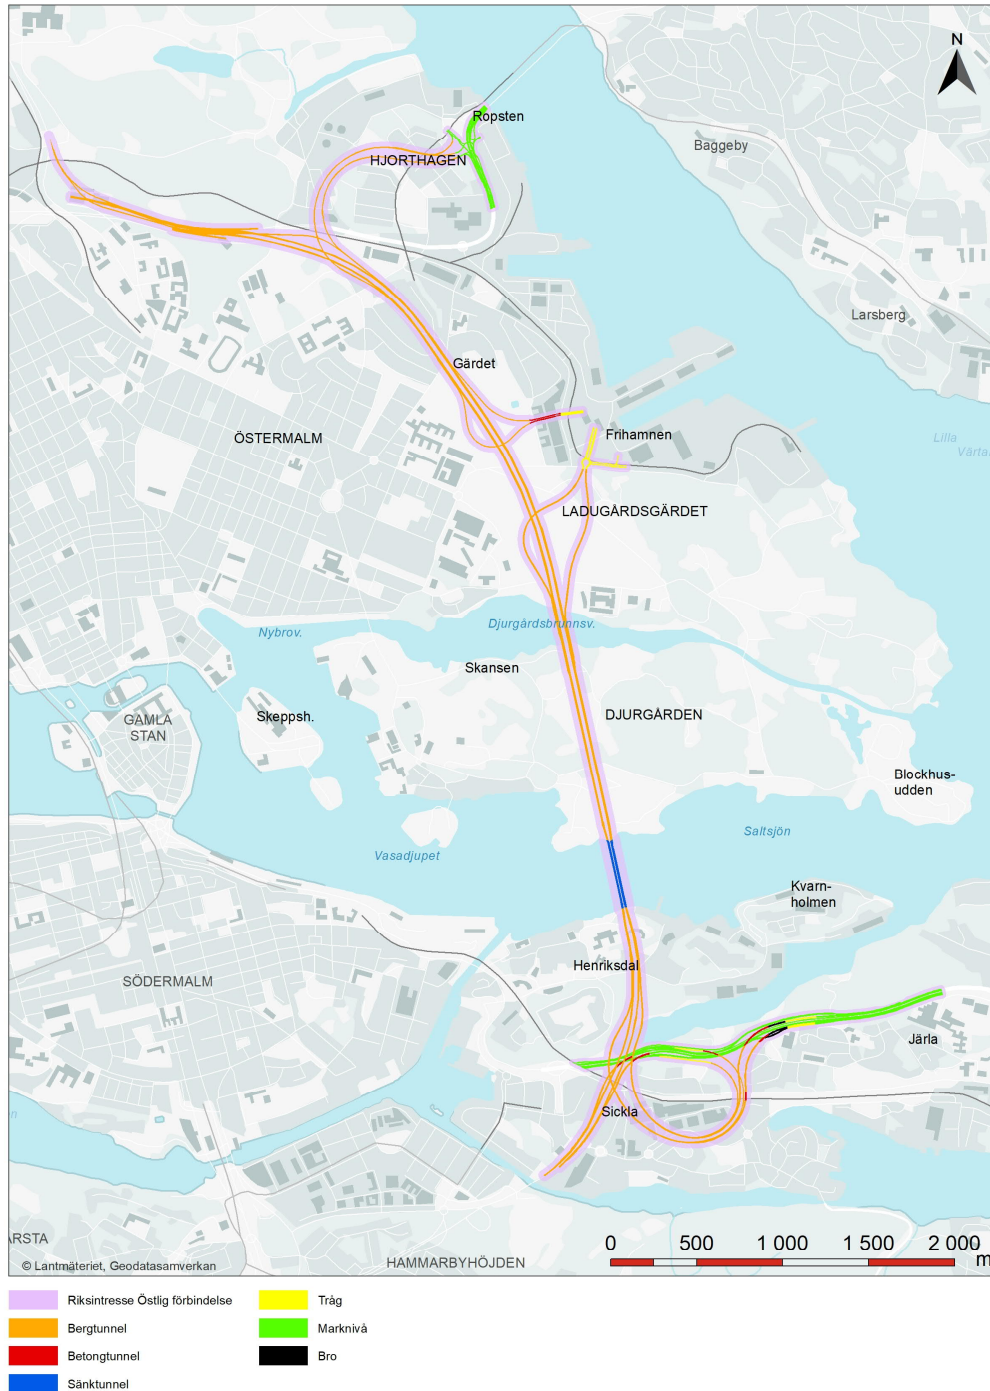 N
Ropsten
Baggeby
HJORTHAGEN
Larsberg
Gärdet
ÖSTERMALM
Frihamnen
Lilla
Värta
LADUGÅRDSGÄRDET
Nybrov.
Djurgårdsbrunnsv.
Skansen
GAMLA
STAN
Skeppsh.
DJURGÅRDEN
Blockhus-
udden
Saltsjön
Vasadjupet
Kvarn-
holmen
Henriksdal
SÖDERMALM
Järla
Sickla
ARSTA
HAMMARBYHÖJDEN
0 500 1 000 1 500 2 000
m
© Lantmäteriet, Geodatasamverkan
Riksintresse Östlig förbindelse
Tråg
Bergtunnel
Marknivå
Betongtunnel
Bro
Sänktunnel